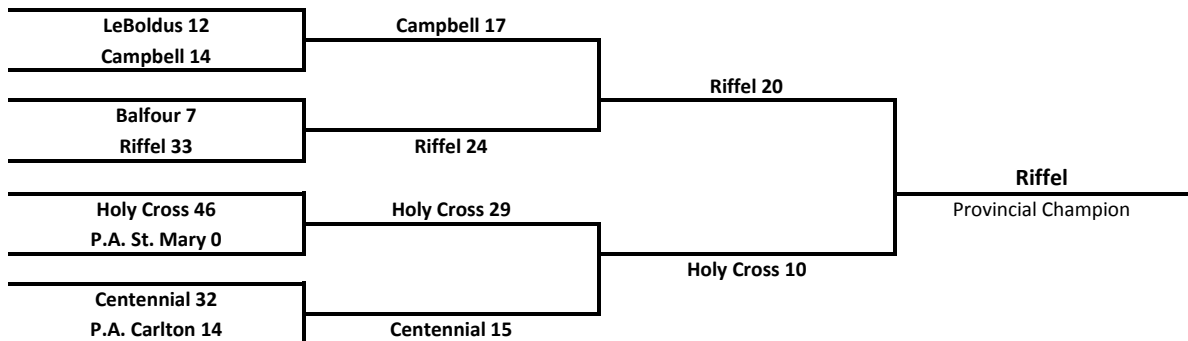 LeBoldus 12
Campbell 14
Balfour 7
Riffel 33
Holy Cross 46
P.A. St. Mary 0
Centennial 32
P.A. Carlton 14
Campbell 17
Riffel 24
Holy Cross 29
Centennial 15
Riffel 20
Holy Cross 10
Riffel
Provincial Champion